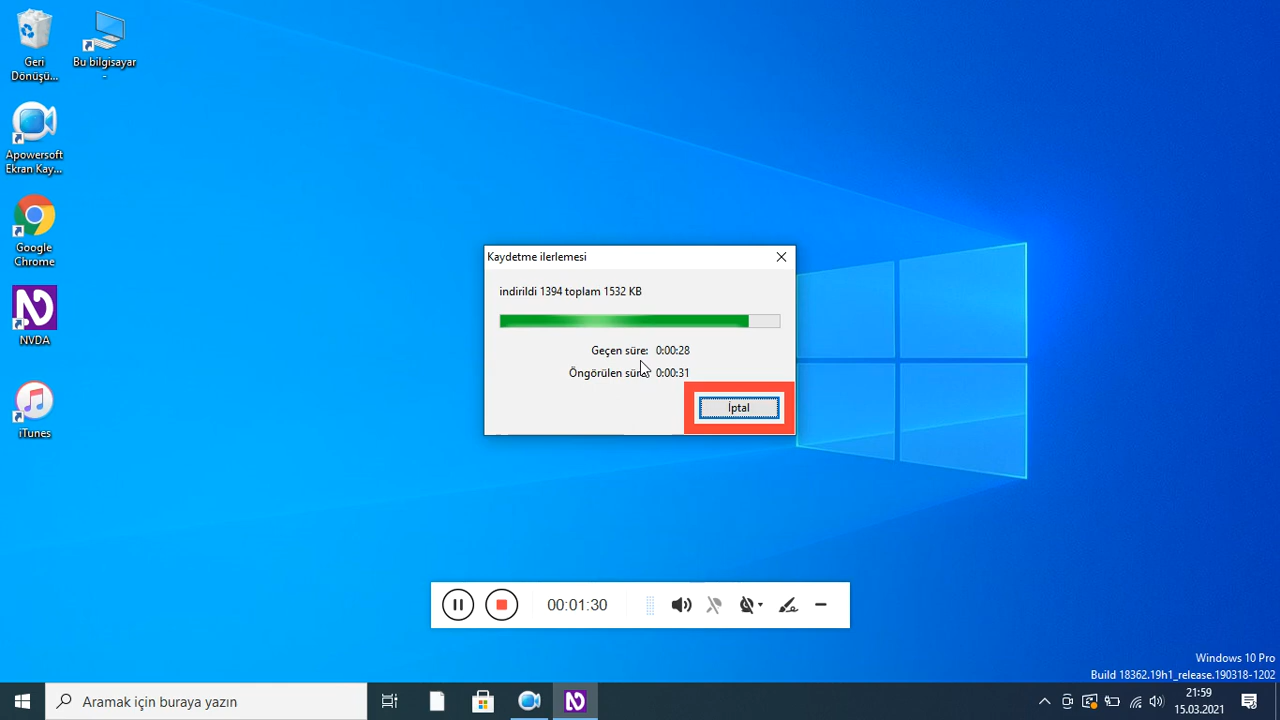 Geri
Dönüşü...
Bu bilgisayar
-
Apowersoft
Ekran Kay...
Google
Chrome
NVDA
iTunes
Kaydetme ilerlemesi
indirildi 1394 toplam 1532 KB
Geçen süre: 0:00:28
Öngörülen süre: 0:00:31
İptal
00:01:30
Windows 10 Pro
Build 18362.19h1_release.190318-1202
Aramak için buraya yazın
21:59
15.03.2021